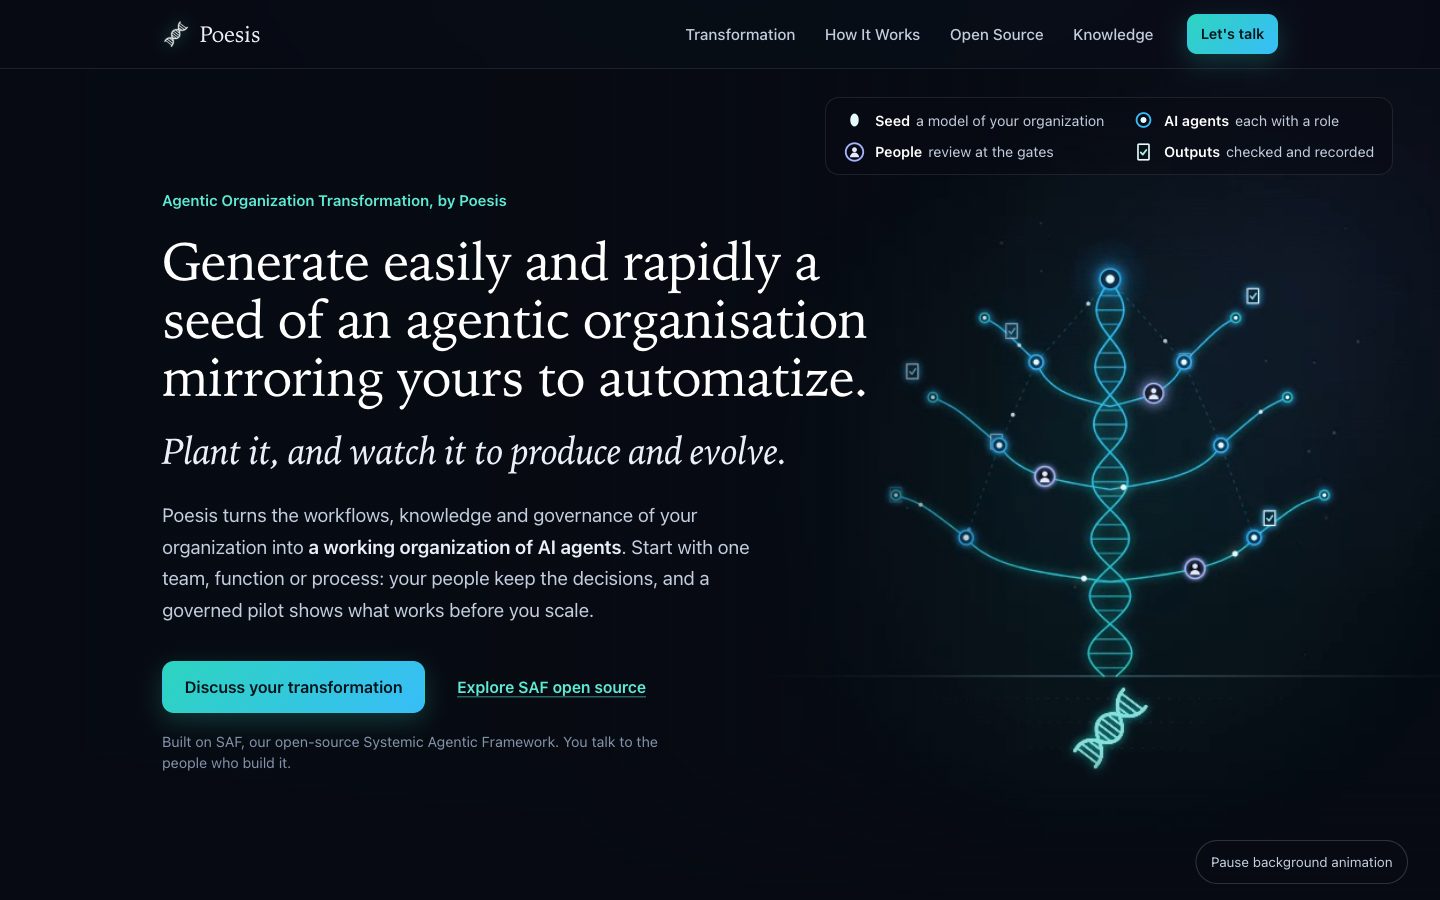 Poesis
Transformation
How It Works
Open Source
Knowledge
Let's talk
Seed a model of your organization
AI agents each with a role
People review at the gates
Outputs checked and recorded
Agentic Organization Transformation, by Poesis
Generate easily and rapidly a
seed of an agentic organisation
mirroring yours to automatize.
Plant it, and watch it to produce and evolve.
Poesis turns the workflows, knowledge and governance of your
organization into a working organization of AI agents. Start with one
team, function or process: your people keep the decisions, and a
governed pilot shows what works before you scale.
Discuss your transformation
Explore SAF open source
Built on SAF, our open-source Systemic Agentic Framework. You talk to the
people who build it.
Pause background animation